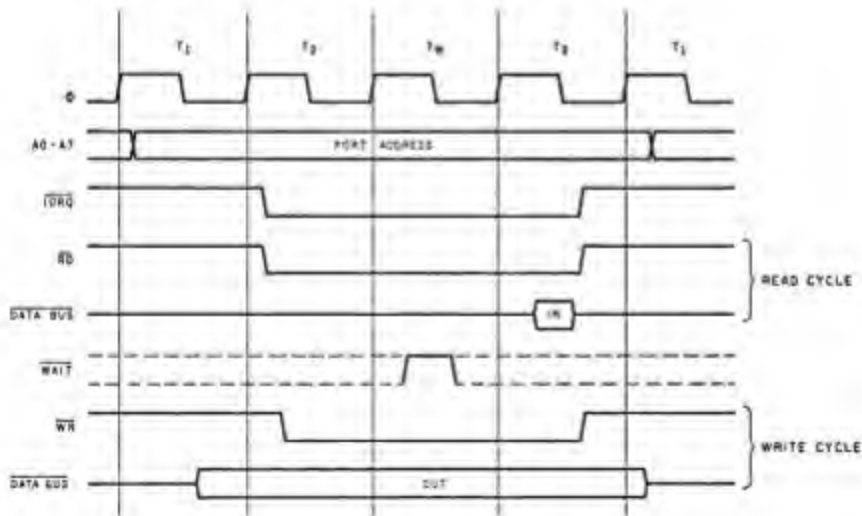 T1 T2 TW T3 T1
Φ
A0-A7 PORT ADDRESS
IORQ
RD
READ CYCLE
DATA BUS IN
WAIT
WR
WRITE CYCLE
DATA BUS OUT